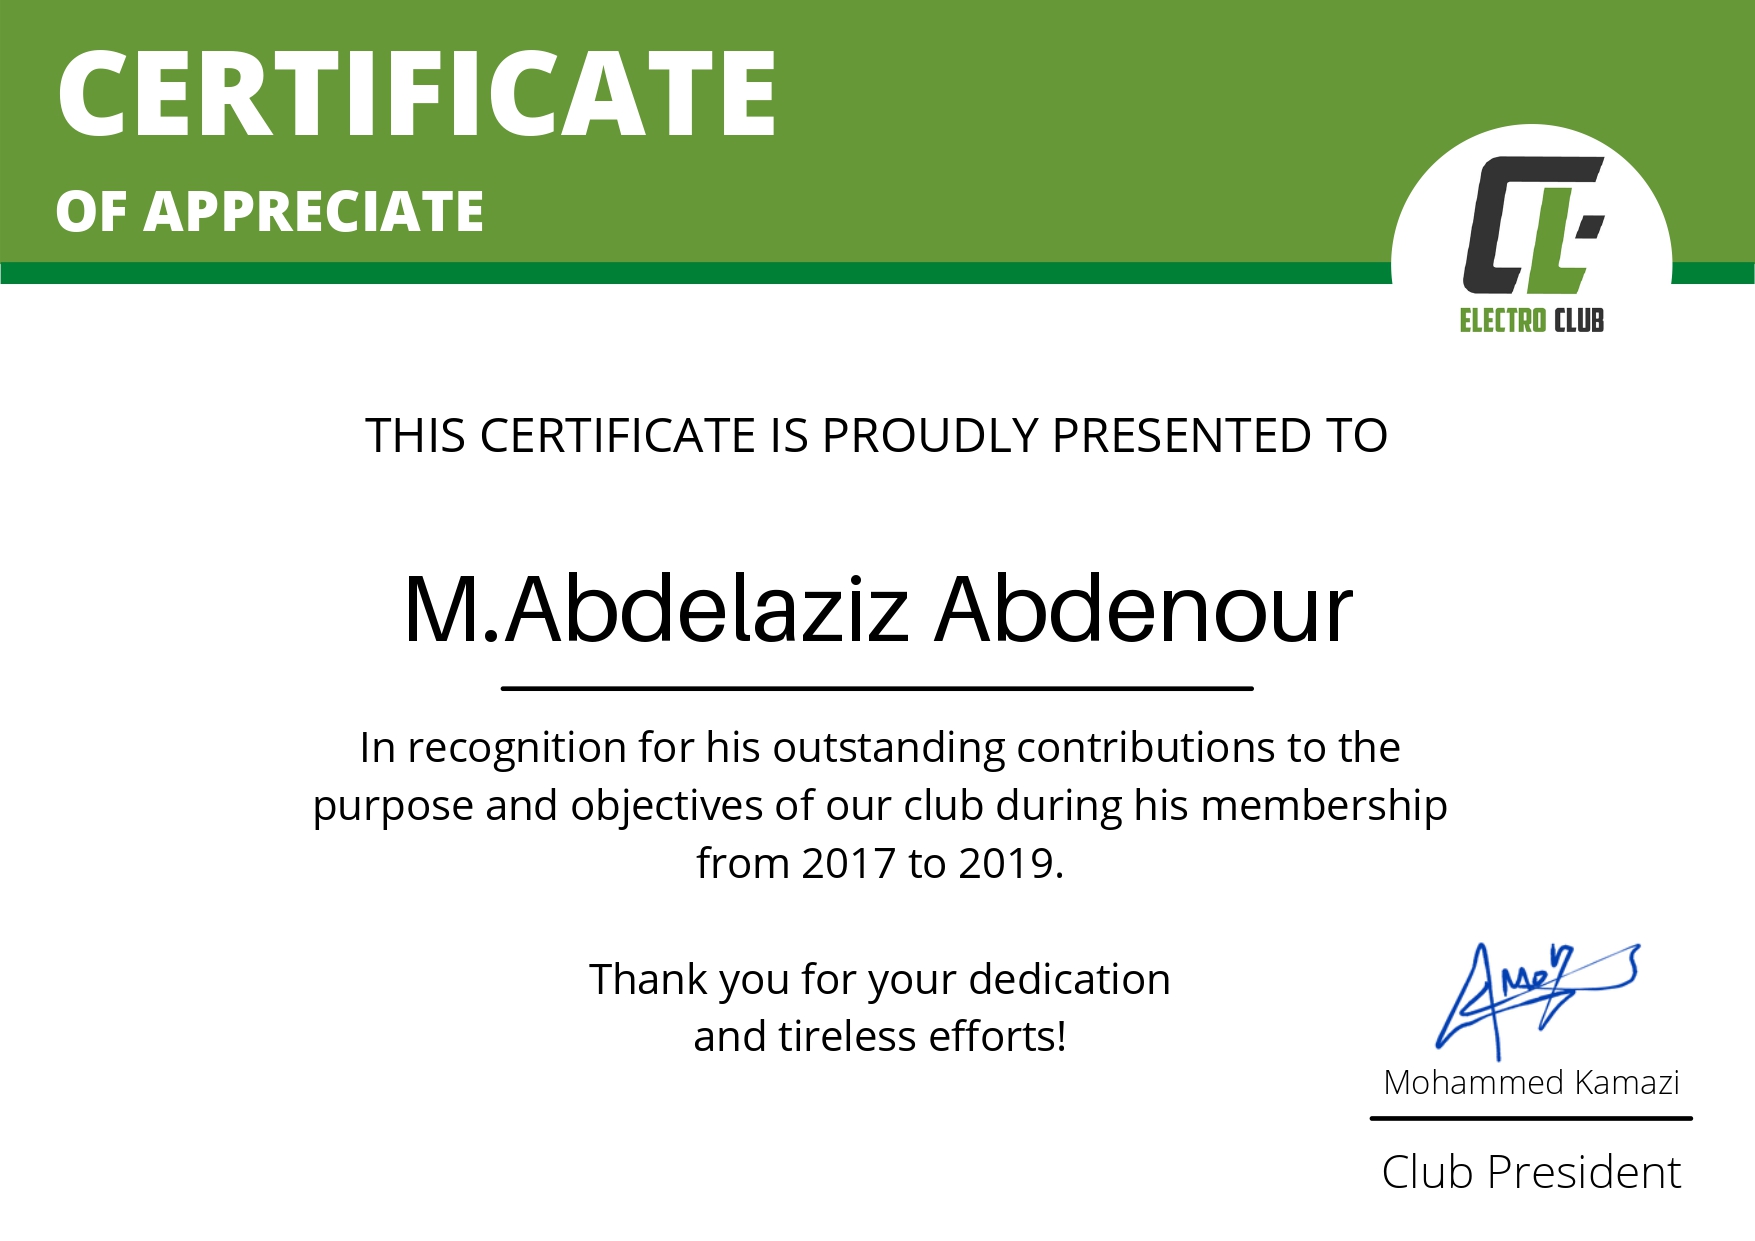 CERTIFICATE
OF APPRECIATE
ELECTRO CLUB
THIS CERTIFICATE IS PROUDLY PRESENTED TO
M.Abdelaziz Abdenour
In recognition for his outstanding contributions to the
purpose and objectives of our club during his membership
from 2017 to 2019.
Thank you for your dedication
and tireless efforts!
Mohammed Kamazi
Club President